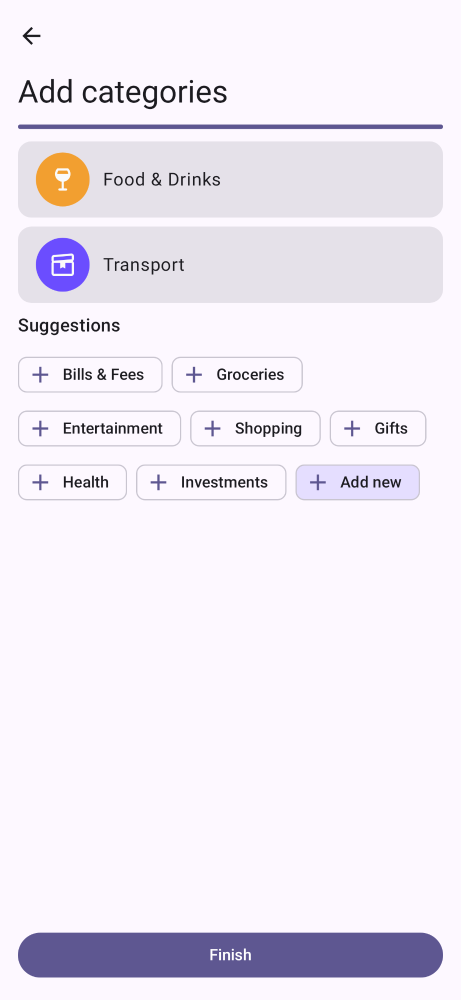 Add categories
Food & Drinks
Transport
Suggestions
Bills & Fees Groceries
Entertainment Shopping Gifts
Health Investments Add new
Finish